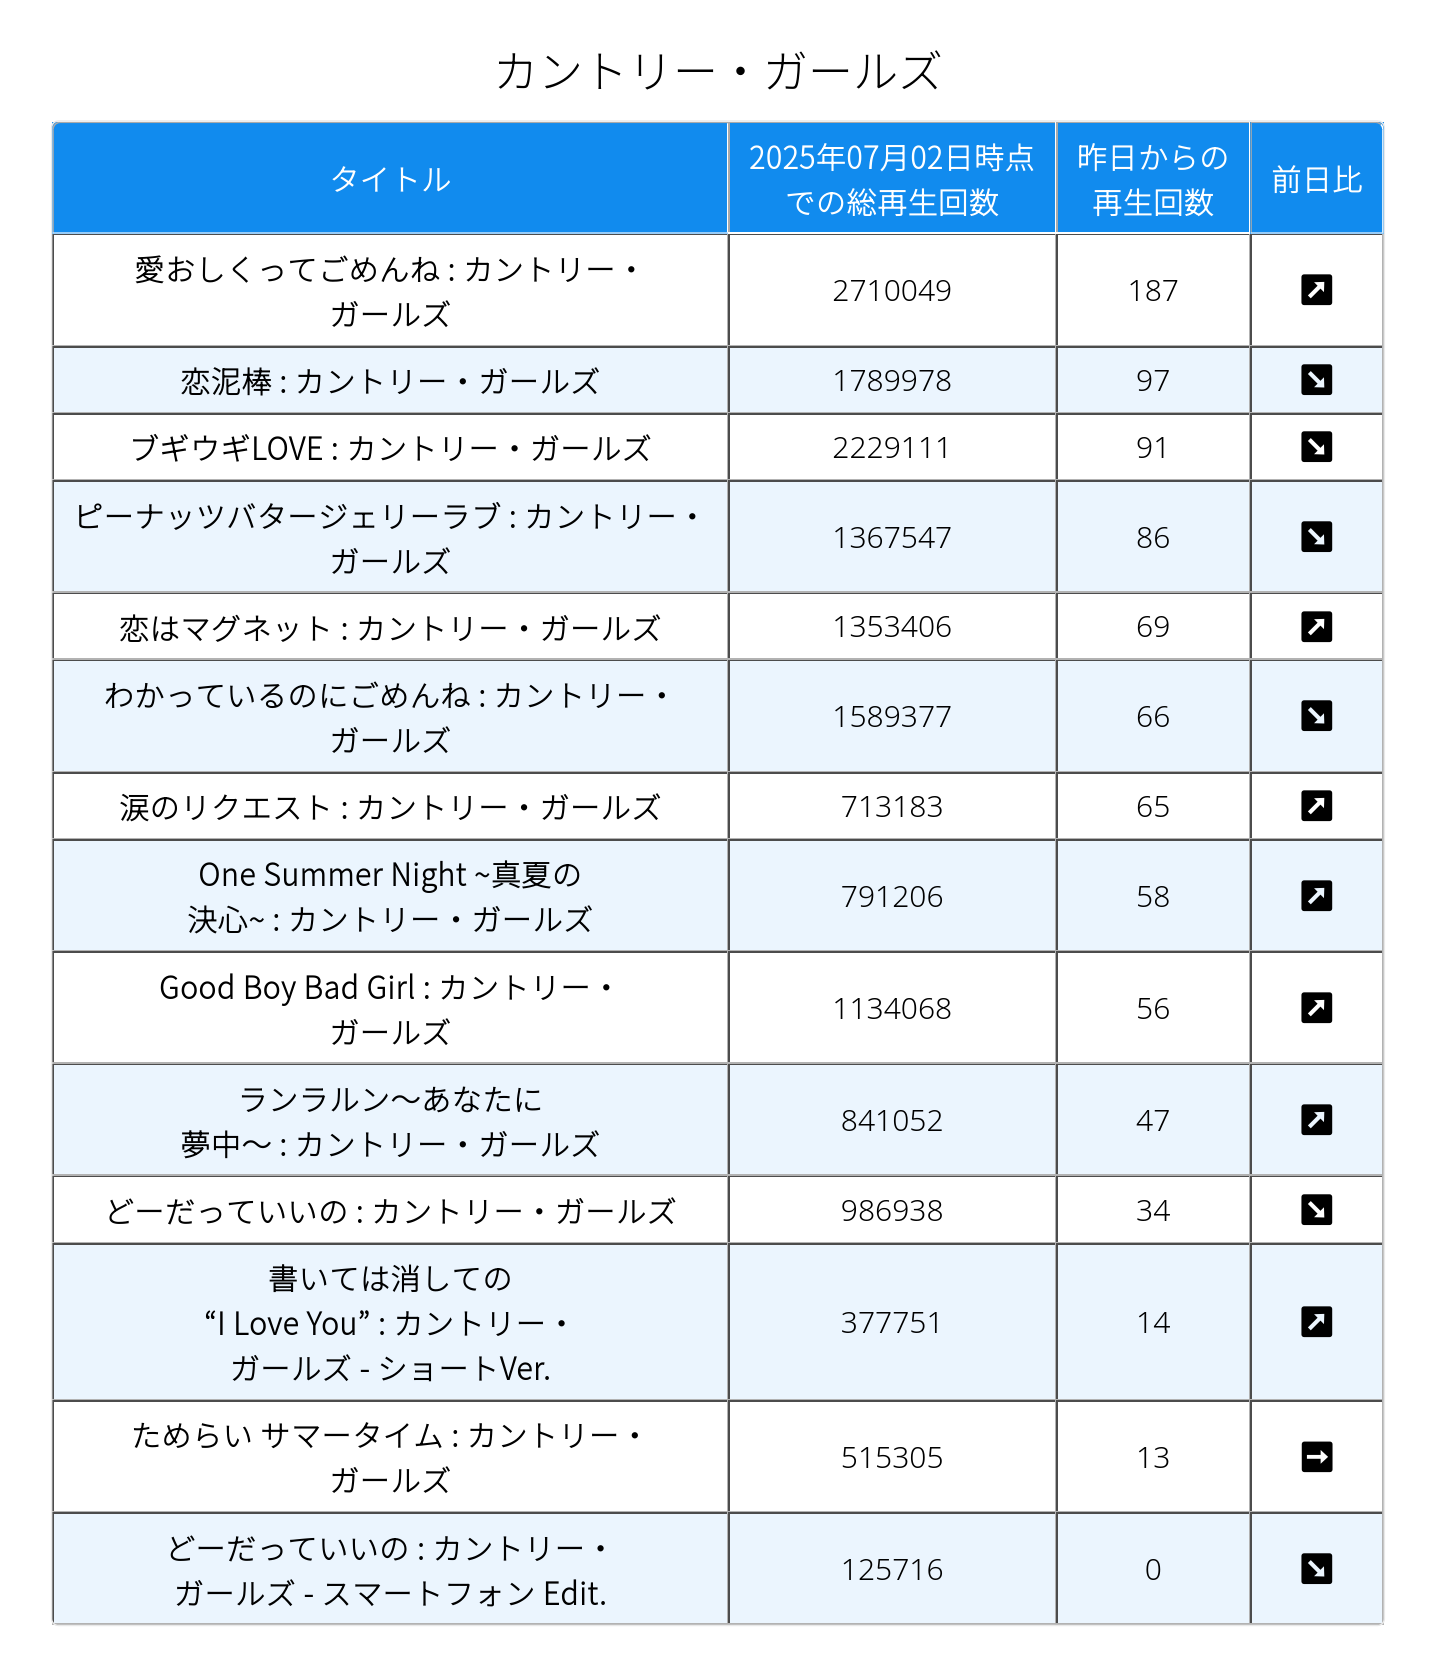 カントリー・ガールズ
タイトル
2025年07月02日時点
での総再生回数
昨日からの
再生回数
前日比
愛おしくってごめんね : カントリー・
ガールズ
2710049
187
恋泥棒 : カントリー・ガールズ
1789978
97
ブギウギLOVE : カントリー・ガールズ
2229111
91
ピーナッツバタージェリーラブ : カントリー・
ガールズ
1367547
86
恋はマグネット : カントリー・ガールズ
1353406
69
わかっているのにごめんね : カントリー・
ガールズ
1589377
66
涙のリクエスト : カントリー・ガールズ
713183
65
One Summer Night ~真夏の
決心~ : カントリー・ガールズ
791206
58
Good Boy Bad Girl : カントリー・
ガールズ
1134068
56
ランラルン～あなたに
夢中～ : カントリー・ガールズ
841052
47
どーだっていいの : カントリー・ガールズ
986938
34
書いては消しての
“I Love You” : カントリー・
ガールズ - ショートVer.
377751
14
ためらい サマータイム : カントリー・
ガールズ
515305
13
どーだっていいの : カントリー・
ガールズ - スマートフォン Edit.
125716
0